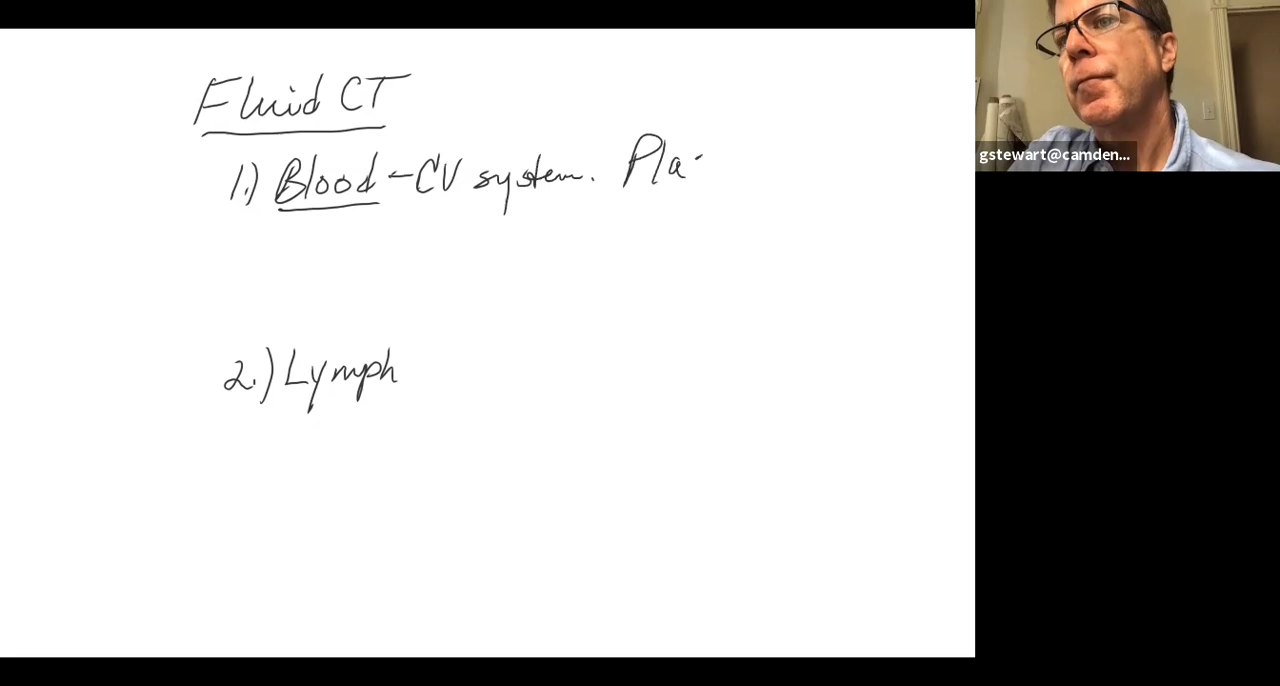 Fluid CT
1.) Blood - CV system. Pla
2.) Lymph
gstewart@camden...